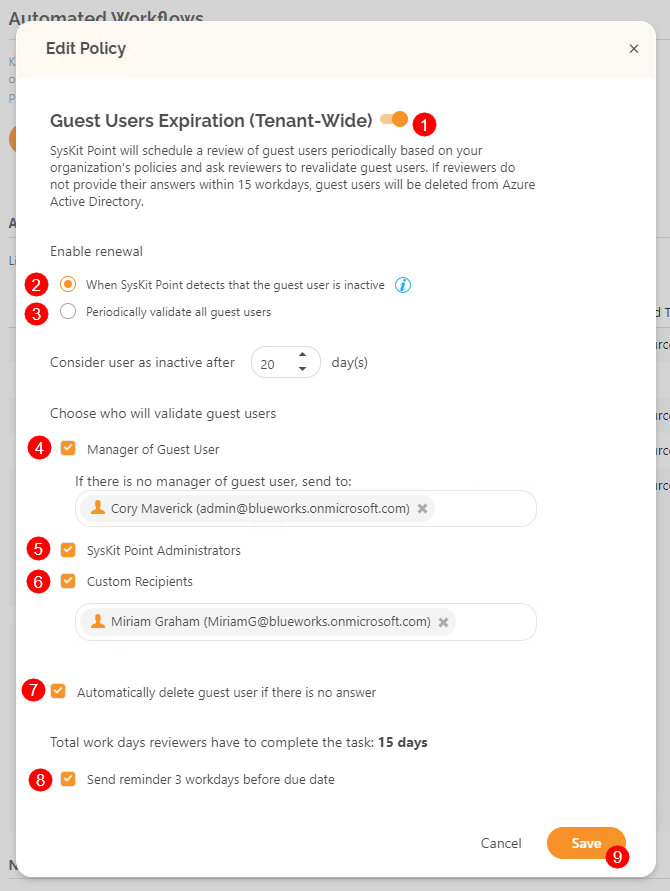 Automated Workflows
Edit Policy
Guest Users Expiration (Tenant-Wide) 1
SysKit Point will schedule a review of guest users periodically based on your
organization's policies and ask reviewers to revalidate guest users. If reviewers do
not provide their answers within 15 workdays, guest users will be deleted from Azure
Active Directory.
Enable renewal
2 When SysKit Point detects that the guest user is inactive i
3 Periodically validate all guest users
Consider user as inactive after 20 day(s)
Choose who will validate guest users
4 Manager of Guest User
If there is no manager of guest user, send to:
Cory Maverick (admin@blueworks.onmicrosoft.com)
5 SysKit Point Administrators
6 Custom Recipients
Miriam Graham (MiriamG@blueworks.onmicrosoft.com)
7 Automatically delete guest user if there is no answer
Total work days reviewers have to complete the task: 15 days
8 Send reminder 3 workdays before due date
Cancel Save 9